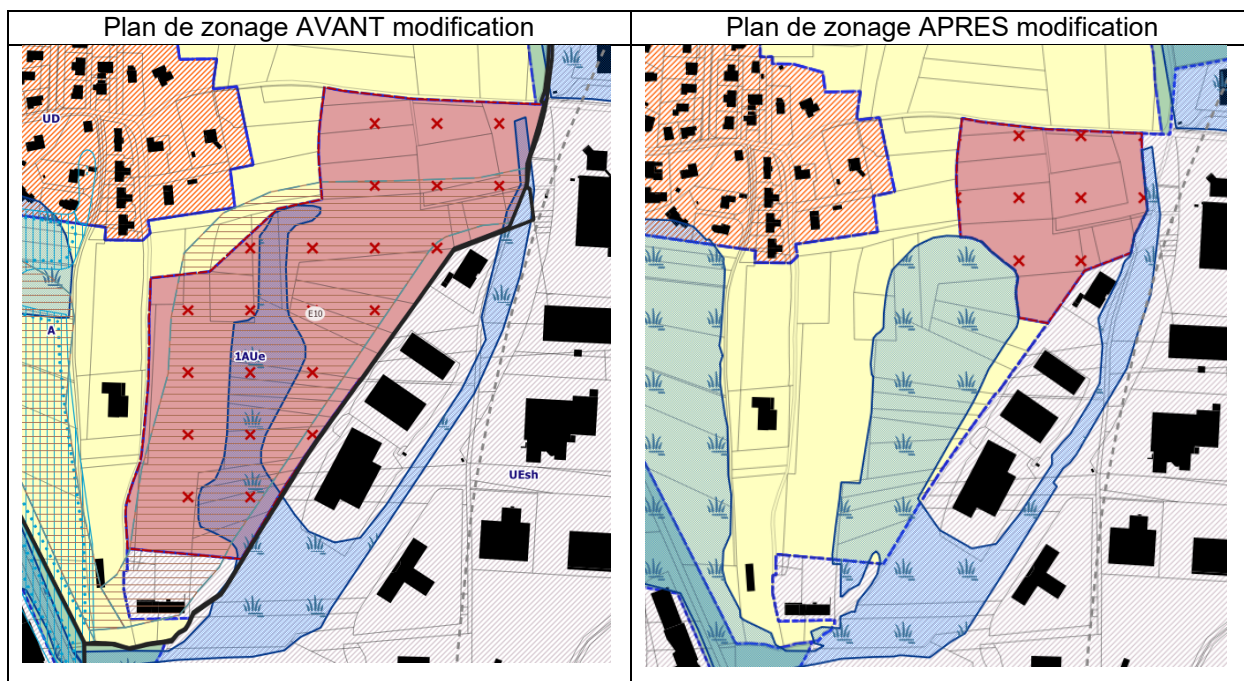 Plan de zonage AVANT modification
Plan de zonage APRES modification
UD
E10
A
1AUe
UEsh